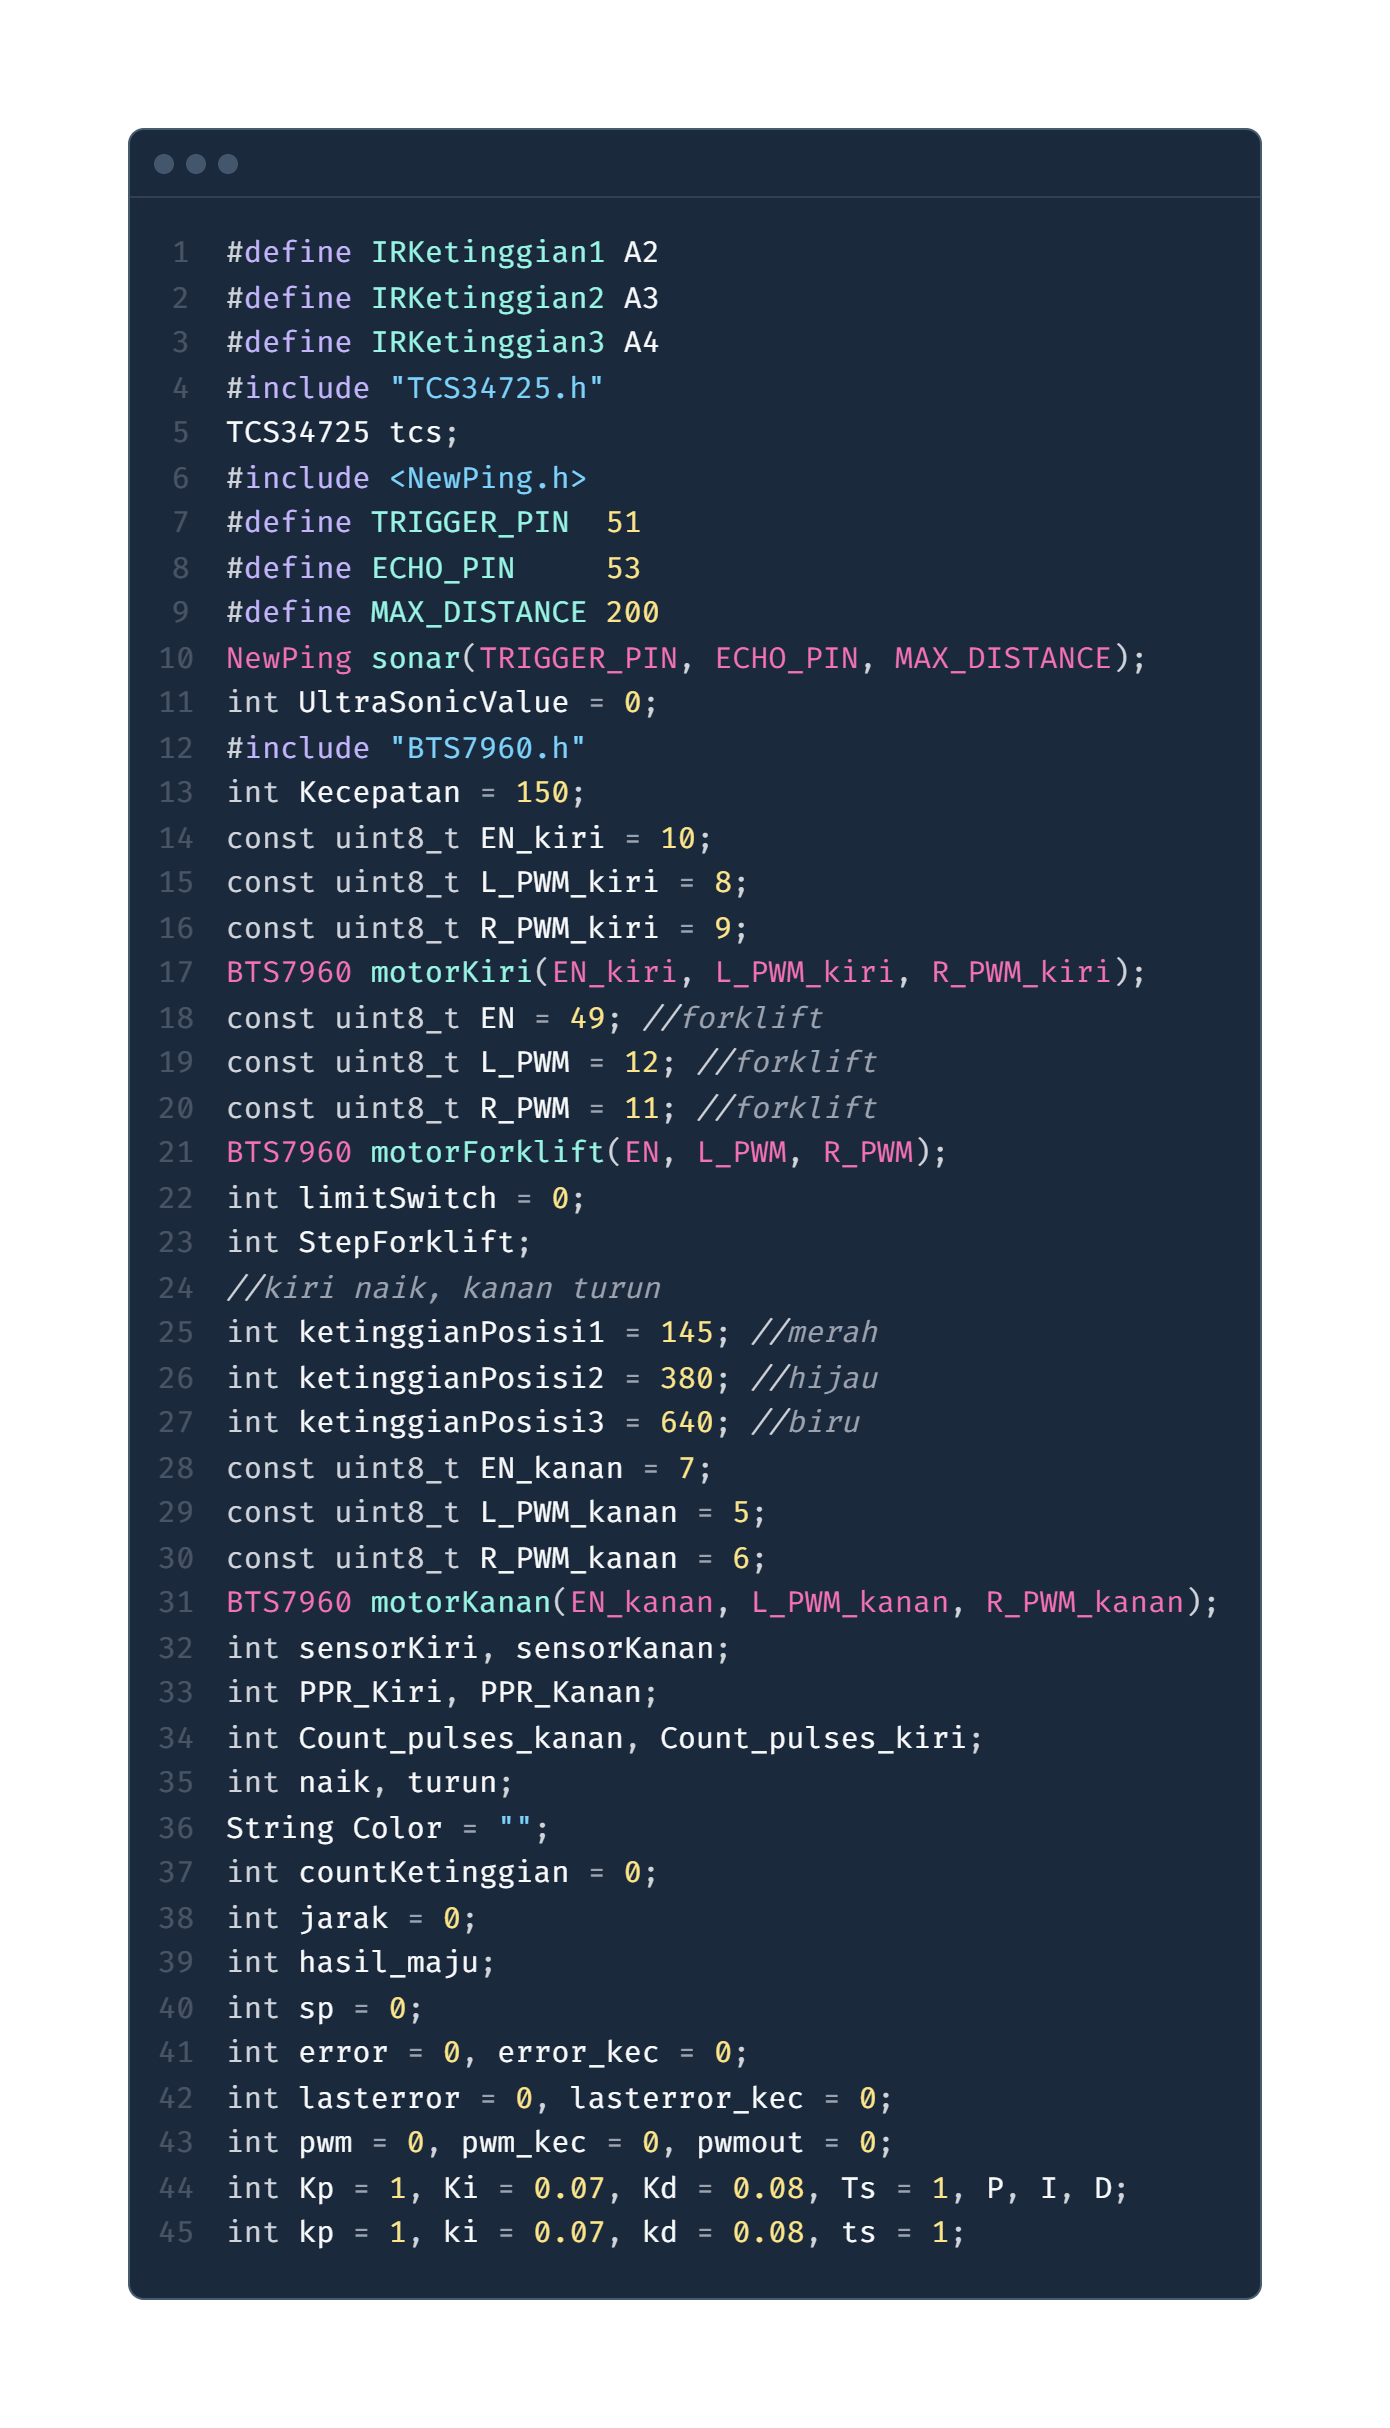 1 #define IRKetinggian1 A2
2 #define IRKetinggian2 A3
3 #define IRKetinggian3 A4
4 #include "TCS34725.h"
5 TCS34725 tcs;
6 #include <NewPing.h>
7 #define TRIGGER_PIN  51
8 #define ECHO_PIN     53
9 #define MAX_DISTANCE 200
10 NewPing sonar(TRIGGER_PIN, ECHO_PIN, MAX_DISTANCE);
11 int UltraSonicValue = 0;
12 #include "BTS7960.h"
13 int Kecepatan = 150;
14 const uint8_t EN_kiri = 10;
15 const uint8_t L_PWM_kiri = 8;
16 const uint8_t R_PWM_kiri = 9;
17 BTS7960 motorKiri(EN_kiri, L_PWM_kiri, R_PWM_kiri);
18 const uint8_t EN = 49; //forklift
19 const uint8_t L_PWM = 12; //forklift
20 const uint8_t R_PWM = 11; //forklift
21 BTS7960 motorForklift(EN, L_PWM, R_PWM);
22 int limitSwitch = 0;
23 int StepForklift;
24 //kiri naik, kanan turun
25 int ketinggianPosisi1 = 145; //merah
26 int ketinggianPosisi2 = 380; //hijau
27 int ketinggianPosisi3 = 640; //biru
28 const uint8_t EN_kanan = 7;
29 const uint8_t L_PWM_kanan = 5;
30 const uint8_t R_PWM_kanan = 6;
31 BTS7960 motorKanan(EN_kanan, L_PWM_kanan, R_PWM_kanan);
32 int sensorKiri, sensorKanan;
33 int PPR_Kiri, PPR_Kanan;
34 int Count_pulses_kanan, Count_pulses_kiri;
35 int naik, turun;
36 String Color = "";
37 int countKetinggian = 0;
38 int jarak = 0;
39 int hasil_maju;
40 int sp = 0;
41 int error = 0, error_kec = 0;
42 int lasterror = 0, lasterror_kec = 0;
43 int pwm = 0, pwm_kec = 0, pwmout = 0;
44 int Kp = 1, Ki = 0.07, Kd = 0.08, Ts = 1, P, I, D;
45 int kp = 1, ki = 0.07, kd = 0.08, ts = 1;